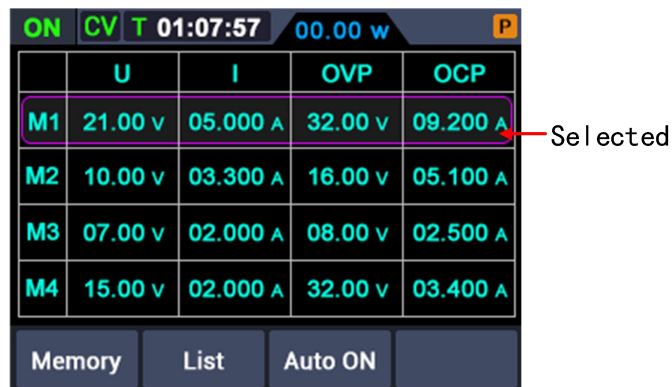 ON CV T 01:07:57 00.00 W P
U I OVP OCP
M1 21.00 V 05.000 A 32.00 V 09.200 A
Selected
M2 10.00 V 03.300 A 16.00 V 05.100 A
M3 07.00 V 02.000 A 08.00 V 02.500 A
M4 15.00 V 02.000 A 32.00 V 03.400 A
Memory List Auto ON